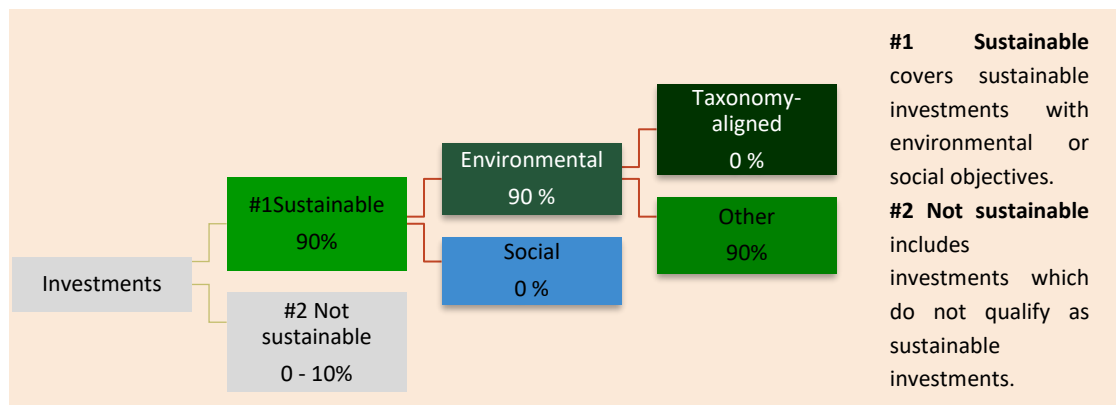 Investments
#1Sustainable
90%
#2 Not
sustainable
0 - 10%
Environmental
90 %
Social
0 %
Taxonomy-
aligned
0 %
Other
90%
#1 Sustainable
covers sustainable
investments with
environmental or
social objectives.
#2 Not sustainable
includes
investments which
do not qualify as
sustainable
investments.